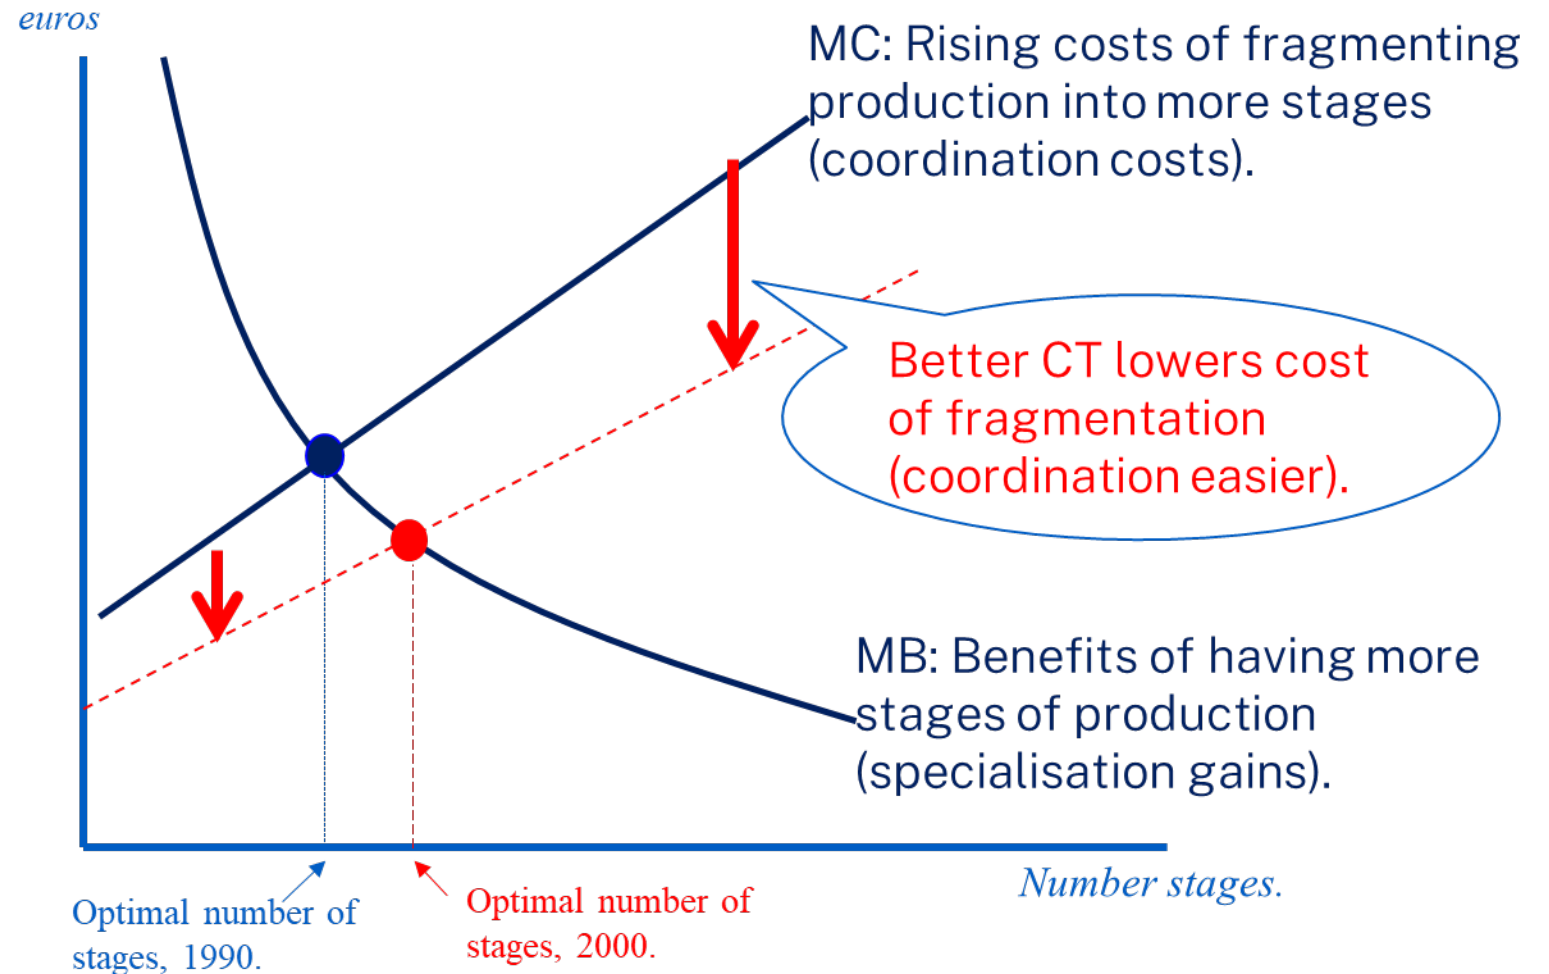 euros
MC: Rising costs of fragmenting
production into more stages
(coordination costs).
Better CT lowers cost
of fragmentation
(coordination easier).
MB: Benefits of having more
stages of production
(specialisation gains).
Number stages.
Optimal number of
stages, 1990.
Optimal number of
stages, 2000.